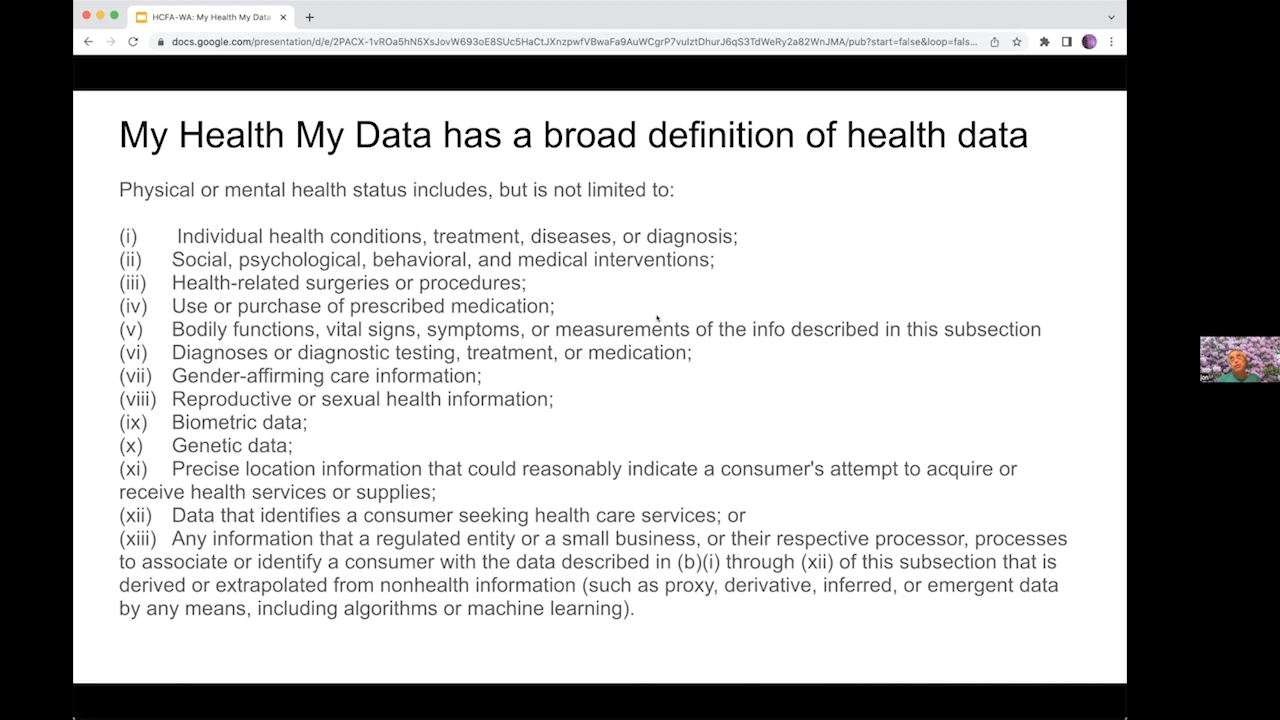 HCFA-WA: My Health My Data
docs.google.com/presentation/d/e/2PACX-1vROa5hN5XsJovW693oE8SUc5HaCtJXnzpwfVBwaFa9AuWCgrP7vulztDhurJ6qS3TdWeRy2a82WnJMA/pub?start=false&loop=fals...
My Health My Data has a broad definition of health data
Physical or mental health status includes, but is not limited to:
(i) Individual health conditions, treatment, diseases, or diagnosis;
(ii) Social, psychological, behavioral, and medical interventions;
(iii) Health-related surgeries or procedures;
(iv) Use or purchase of prescribed medication;
(v) Bodily functions, vital signs, symptoms, or measurements of the info described in this subsection
(vi) Diagnoses or diagnostic testing, treatment, or medication;
(vii) Gender-affirming care information;
(viii) Reproductive or sexual health information;
(ix) Biometric data;
(x) Genetic data;
(xi) Precise location information that could reasonably indicate a consumer's attempt to acquire or
receive health services or supplies;
(xii) Data that identifies a consumer seeking health care services; or
(xiii) Any information that a regulated entity or a small business, or their respective processor, processes
to associate or identify a consumer with the data described in (b)(i) through (xii) of this subsection that is
derived or extrapolated from nonhealth information (such as proxy, derivative, inferred, or emergent data
by any means, including algorithms or machine learning).